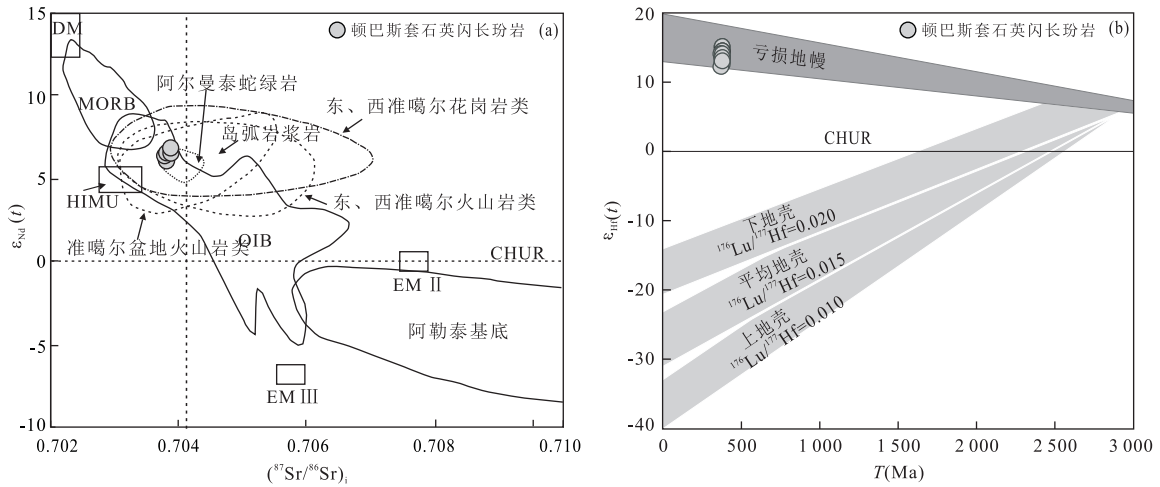 DM
顿巴斯套石英闪长玢岩 (a)
阿尔曼泰蛇绿岩
MORB
东、西准噶尔花岗岩类
岛弧岩浆岩
HIMU
东、西准噶尔火山岩类
准噶尔盆地火山岩类
OIB
CHUR
EM II
阿勒泰基底
EM III
15
10
5
0
-5
-10
εNd (t)
0.702
0.704
0.706
0.708
0.710
(⁸⁷Sr/⁸⁶Sr)i
顿巴斯套石英闪长玢岩 (b)
亏损地幔
CHUR
下地壳
¹⁷⁶Lu/¹⁷⁷Hf=0.020
平均地壳
¹⁷⁶Lu/¹⁷⁷Hf=0.015
上地壳
¹⁷⁶Lu/¹⁷⁷Hf=0.010
20
10
0
-10
-20
-30
-40
εHf(t)
0
500
1 000
1 500
2 000
2 500
3 000
T(Ma)